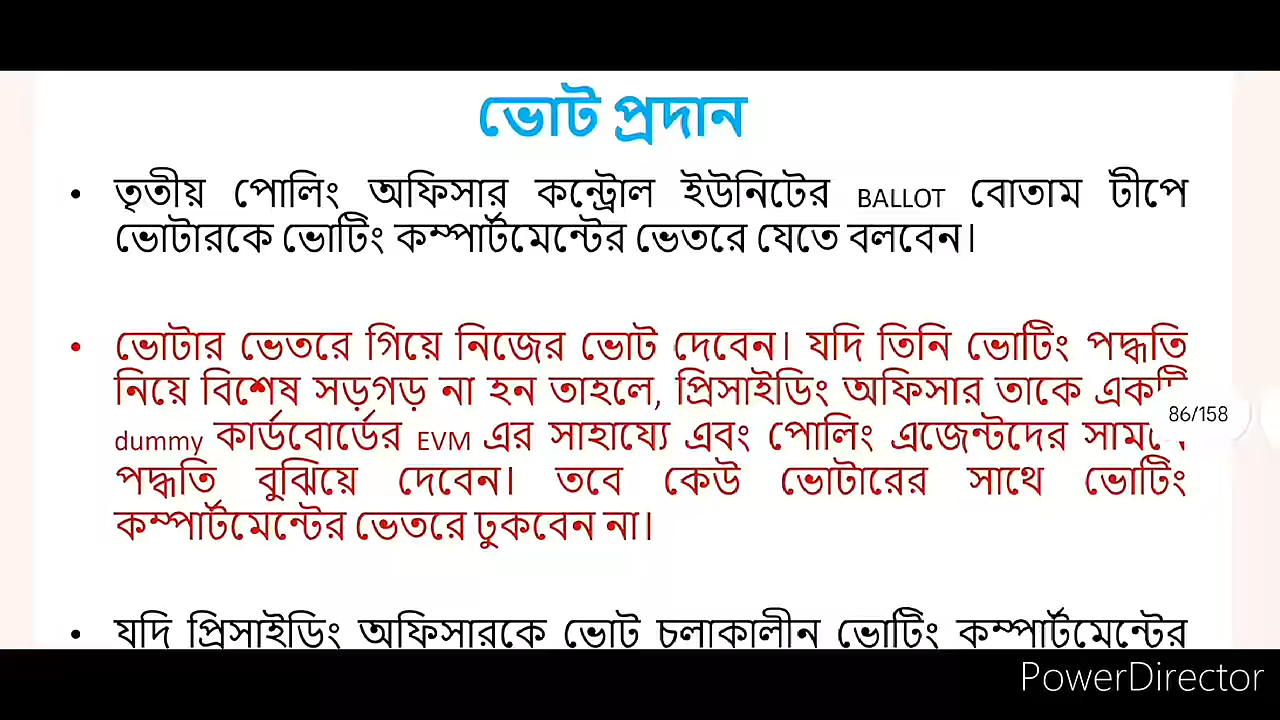 ভোট প্রদান
• তৃতীয় পোলিং অফিসার কন্ট্রোল ইউনিটের BALLOT বোতাম টীপে
ভোটারকে ভোটিং কম্পার্টমেন্টের ভেতরে যেতে বলবেন।
• ভোটার ভেতরে গিয়ে নিজের ভোট দেবেন। যদি তিনি ভোটিং পদ্ধতি
নিয়ে বিশেষ সড়গড় না হন তাহলে, প্রিসাইডিং অফিসার তাকে একটি
86/158
dummy কার্ডবোর্ডের EVM এর সাহায্যে এবং পোলিং এজেন্টদের
পদ্ধতি বুঝিয়ে দেবেন। তবে কেউ ভোটারের সাথে ভোটিং
কম্পার্টমেন্টের ভেতরে ঢুকবেন না।
• যদি প্রিসাইডিং অফিসারকে ভোট চলাকালীন ভোটিং কম্পার্টমেন্টের
PowerDirector